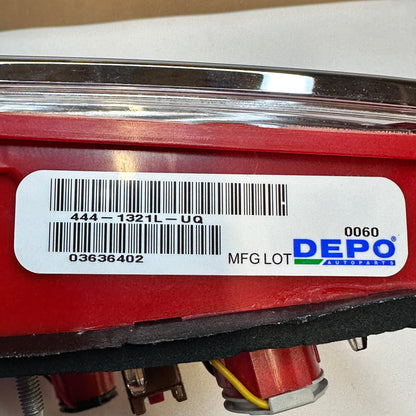 444-1321L-UQ
0060
03636402
MFG LOT
DEPO
AUTOPARTS